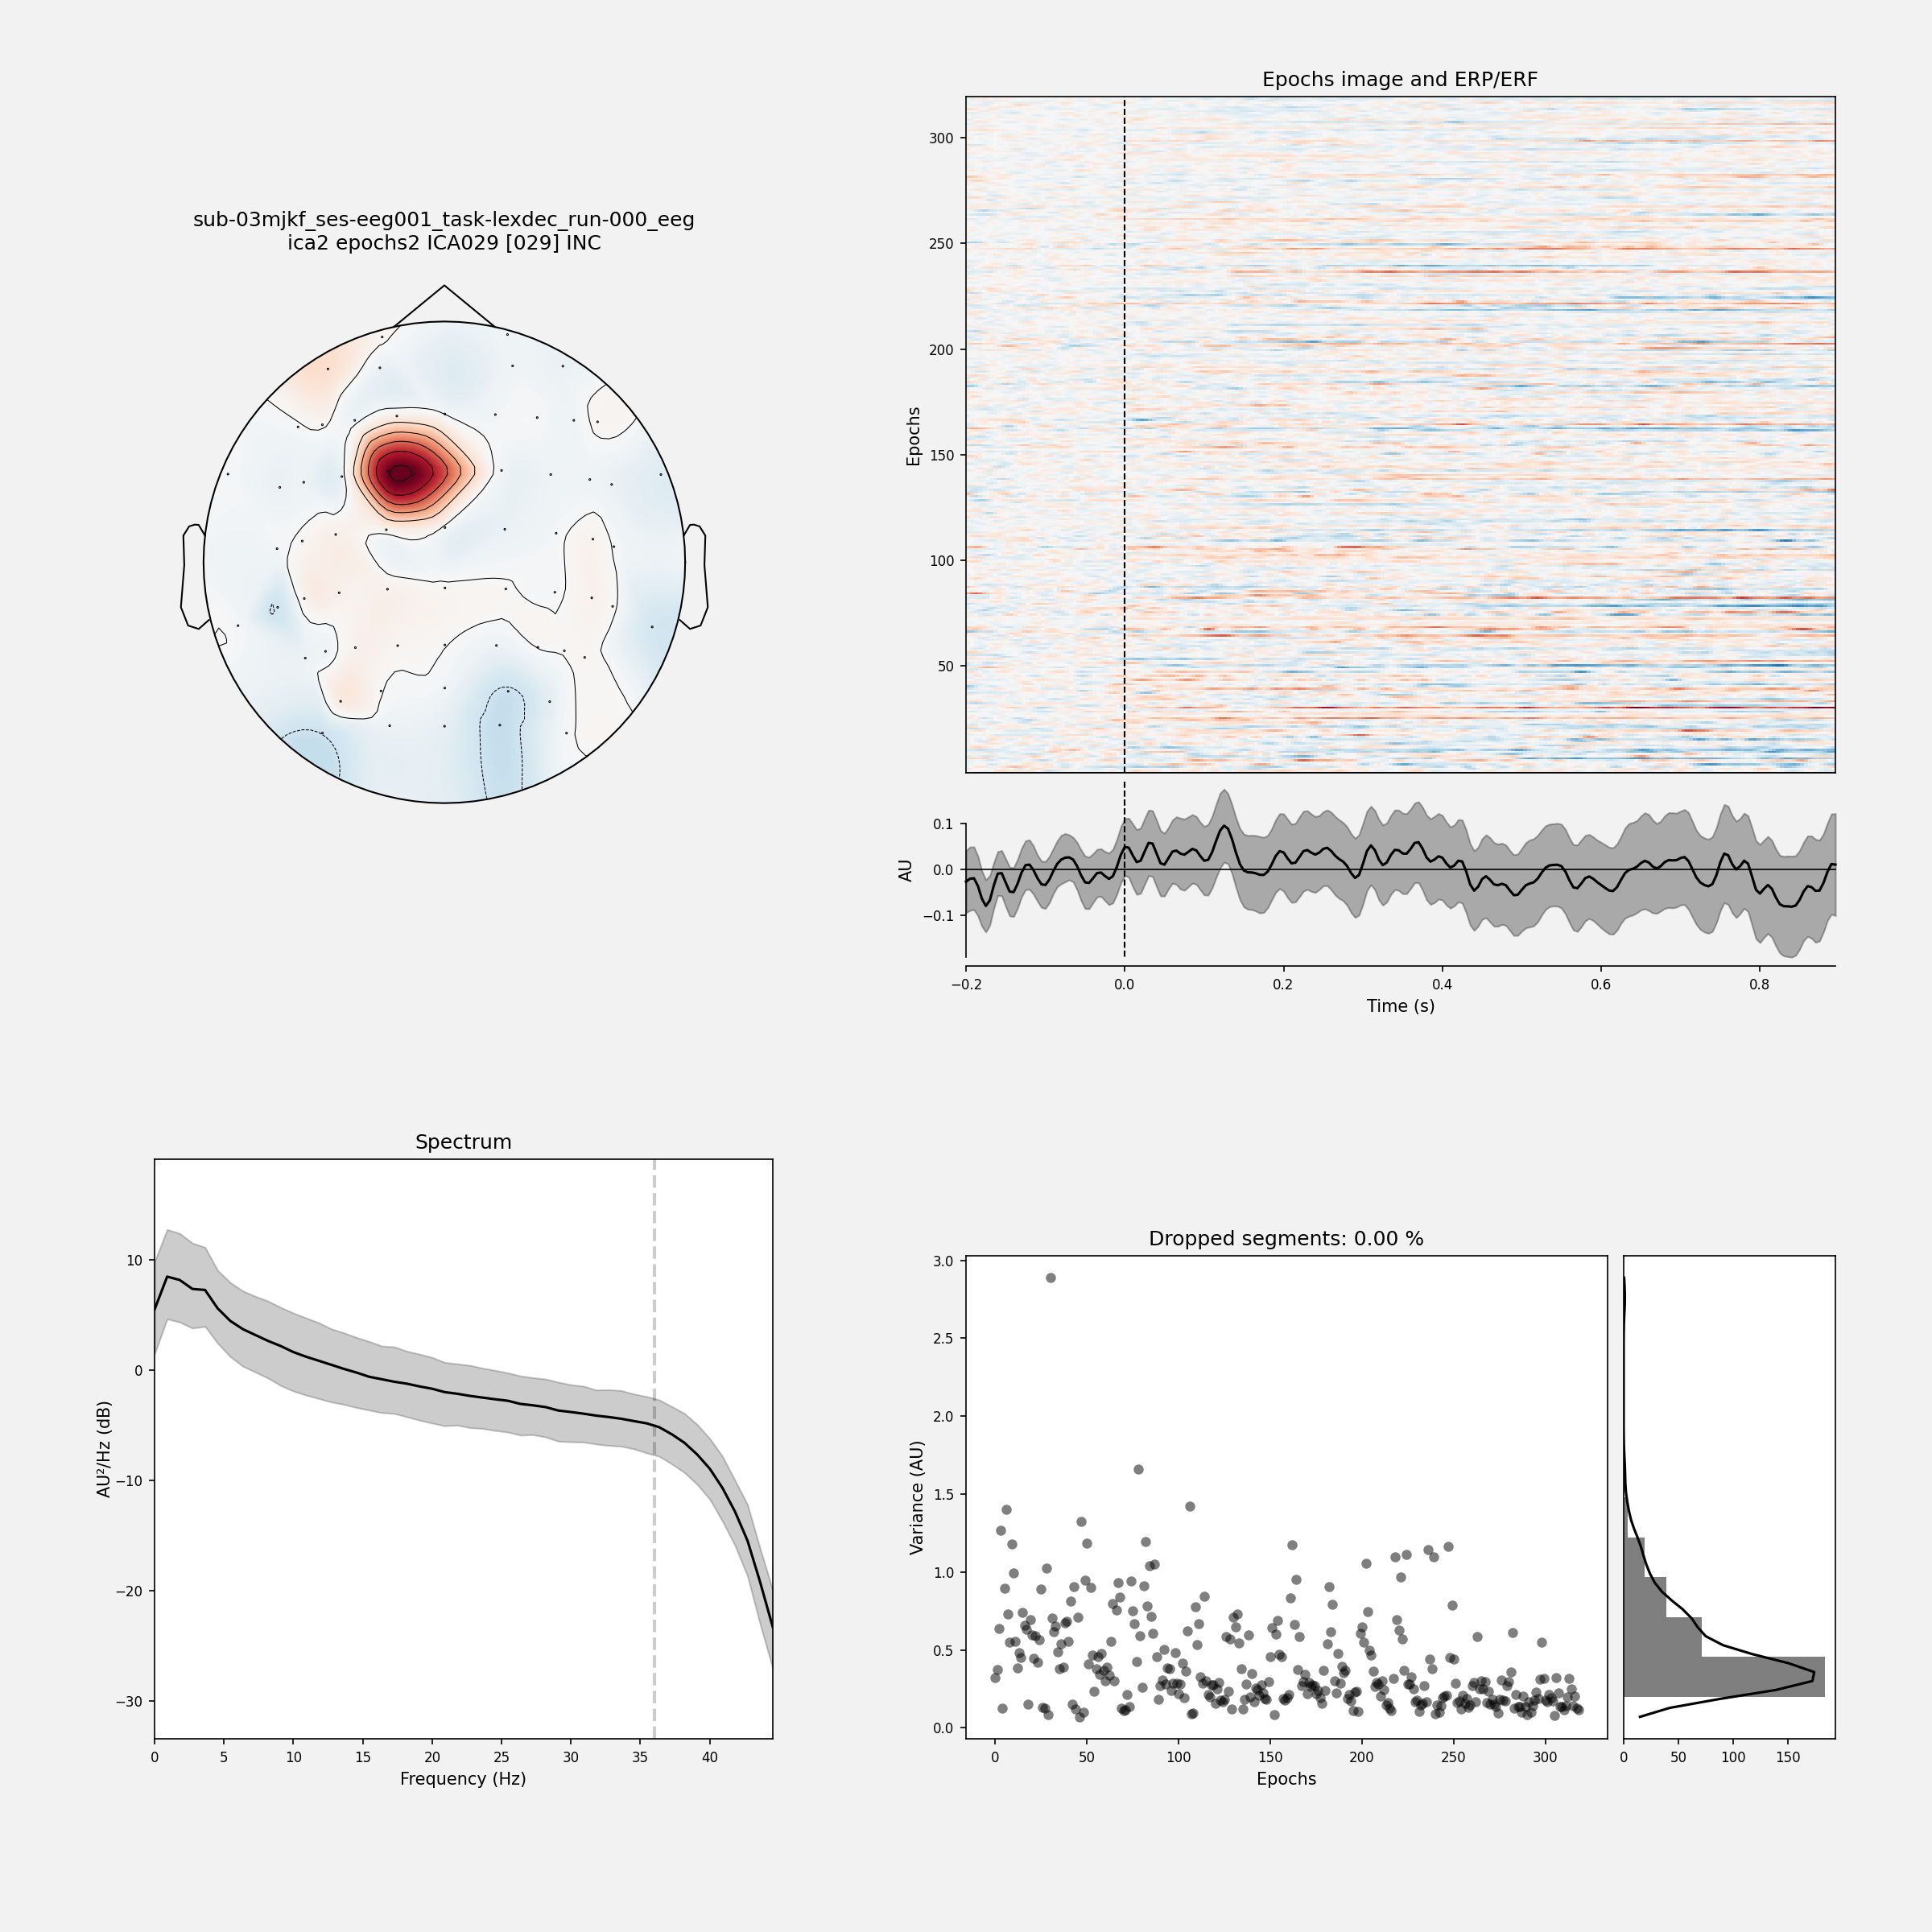 sub-03mjkf_ses-eeg001_task-lexdec_run-000_eeg
ica2 epochs2 ICA029 [029] INC
Epochs image and ERP/ERF
300
250
200
150
100
50
Epochs
0.1
0.0
−0.1
AU
−0.2 0.0 0.2 0.4 0.6 0.8
Time (s)
Spectrum
10
0
−10
−20
−30
AU²/Hz (dB)
0 5 10 15 20 25 30 35 40
Frequency (Hz)
Dropped segments: 0.00 %
3.0
2.5
2.0
1.5
1.0
0.5
0.0
Variance (AU)
0 50 100 150 200 250 300
Epochs
0 50 100 150